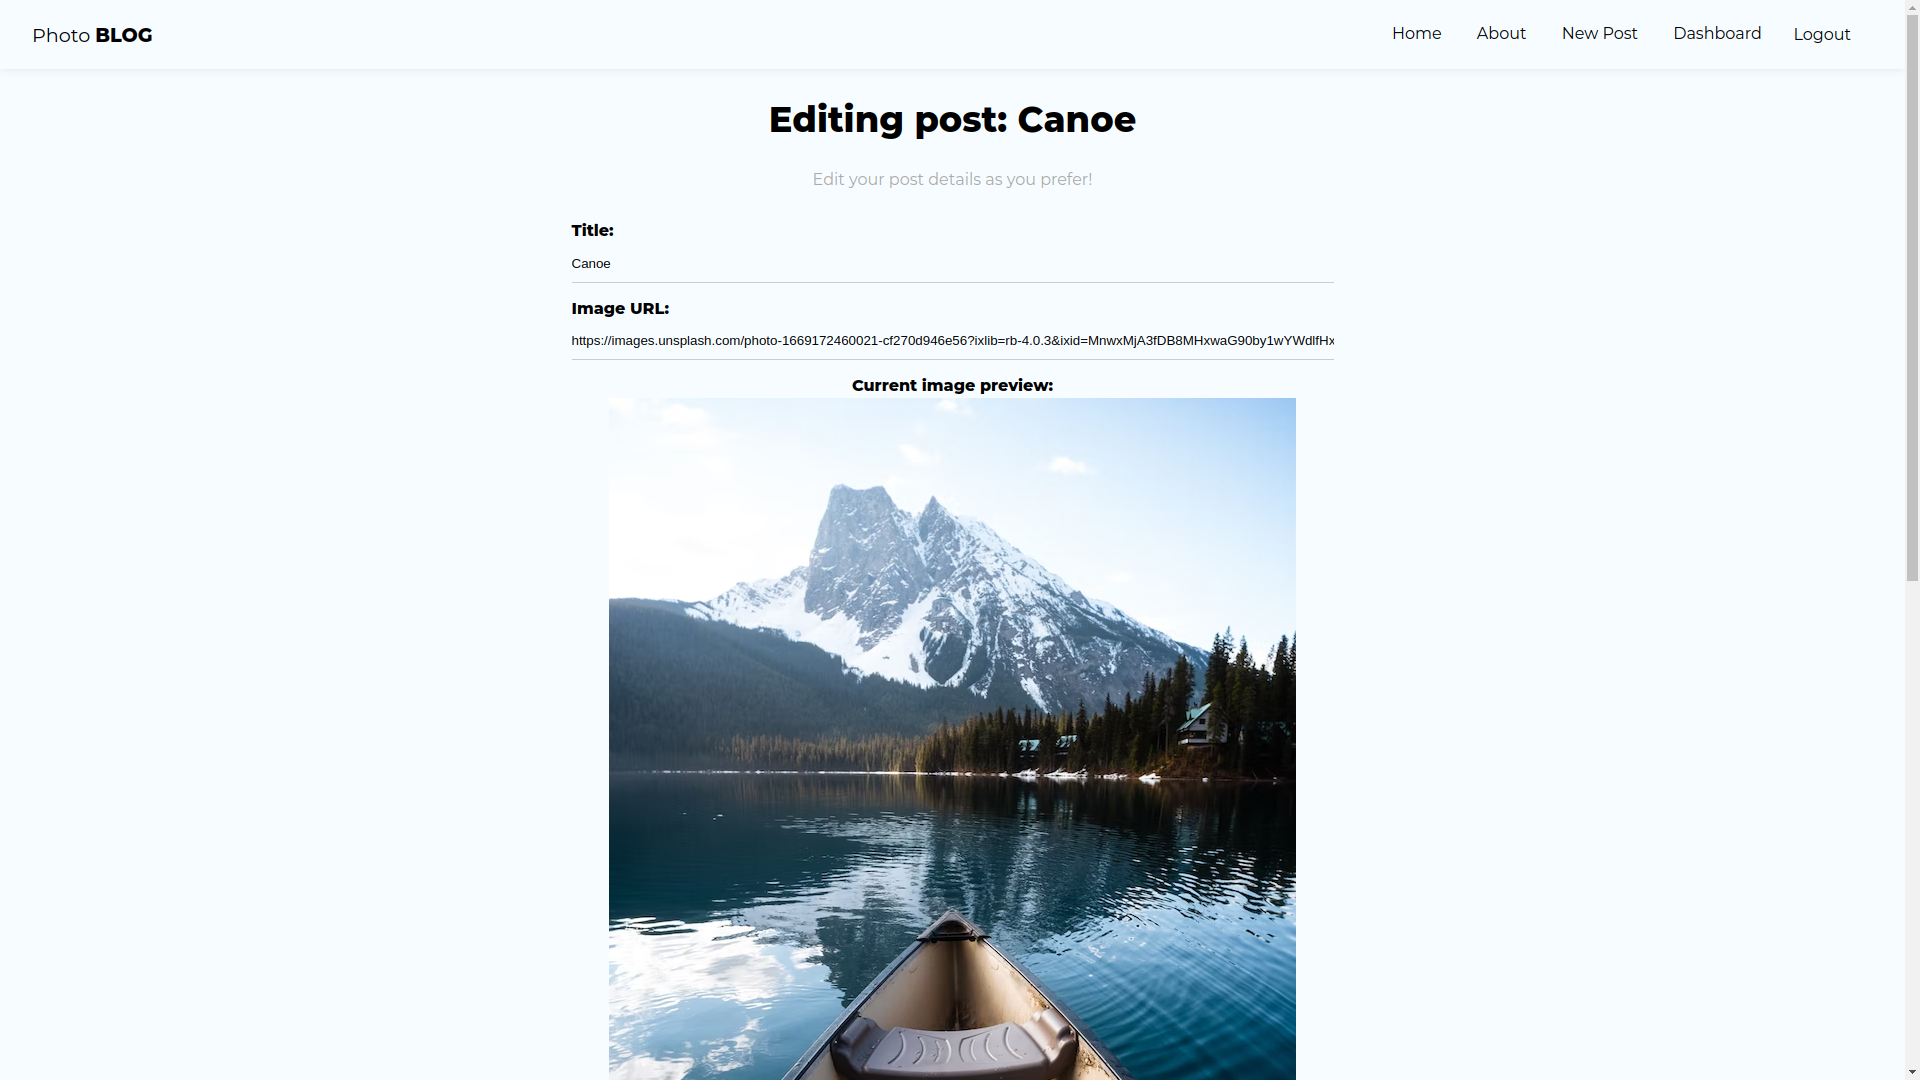 Photo BLOG
Home
About
New Post
Dashboard
Logout
Editing post: Canoe
Edit your post details as you prefer!
Title:
Canoe
Image URL:
https://images.unsplash.com/photo-1669172460021-cf270d946e56?ixlib=rb-4.0.3&ixid=MnwxMjA3fDB8MHxwaG90by1wYWdlfHx
Current image preview: